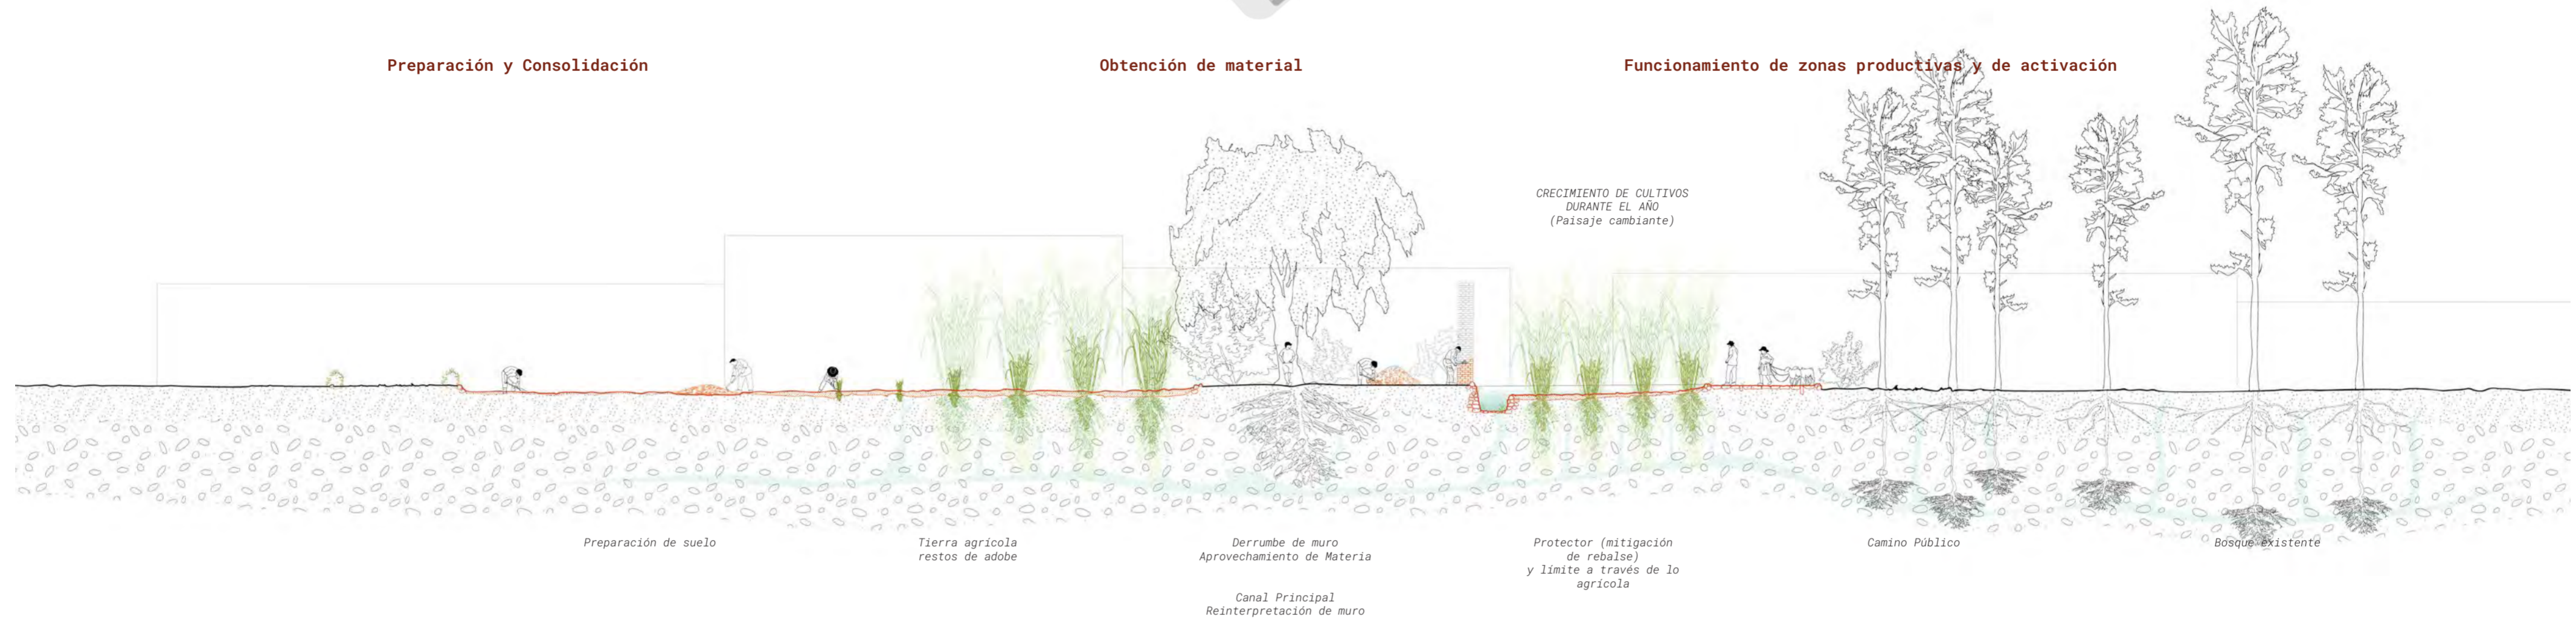 Preparación y Consolidación
Obtención de material
Funcionamiento de zonas productivas y de activación
CRECIMIENTO DE CULTIVOS
DURANTE EL AÑO
(Paisaje cambiante)
Preparación de suelo
Tierra agrícola
restos de adobe
Derrumbe de muro
Aprovechamiento de Materia
Canal Principal
Reinterpretación de muro
Protector (mitigación
de rebalse)
y límite a través de lo
agrícola
Camino Público
Bosque existente